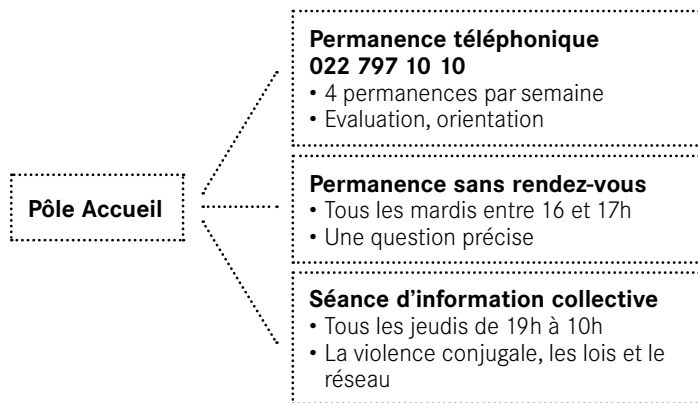 Pôle Accueil
Permanence téléphonique
022 797 10 10
• 4 permanences par semaine
• Evaluation, orientation
Permanence sans rendez-vous
• Tous les mardis entre 16 et 17h
• Une question précise
Séance d’information collective
• Tous les jeudis de 19h à 10h
• La violence conjugale, les lois et le
réseau